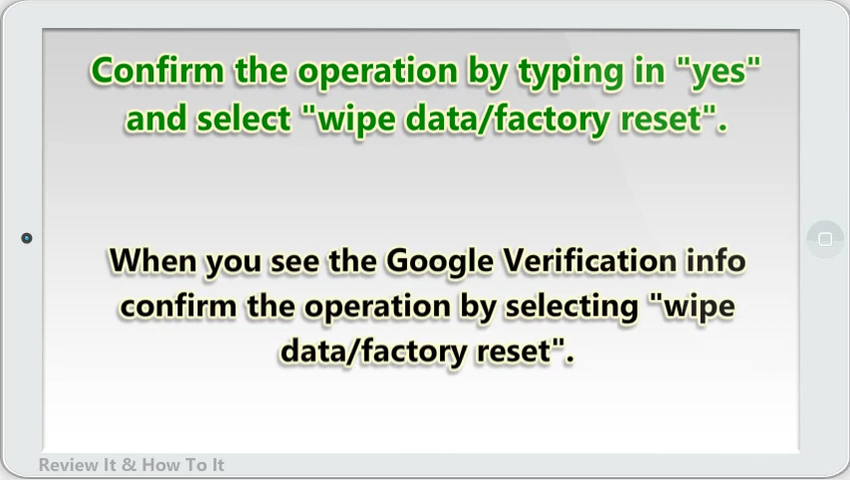 Confirm the operation by typing in "yes"
and select "wipe data/factory reset".
When you see the Google Verification info
confirm the operation by selecting "wipe
data/factory reset".
Review It & How To It